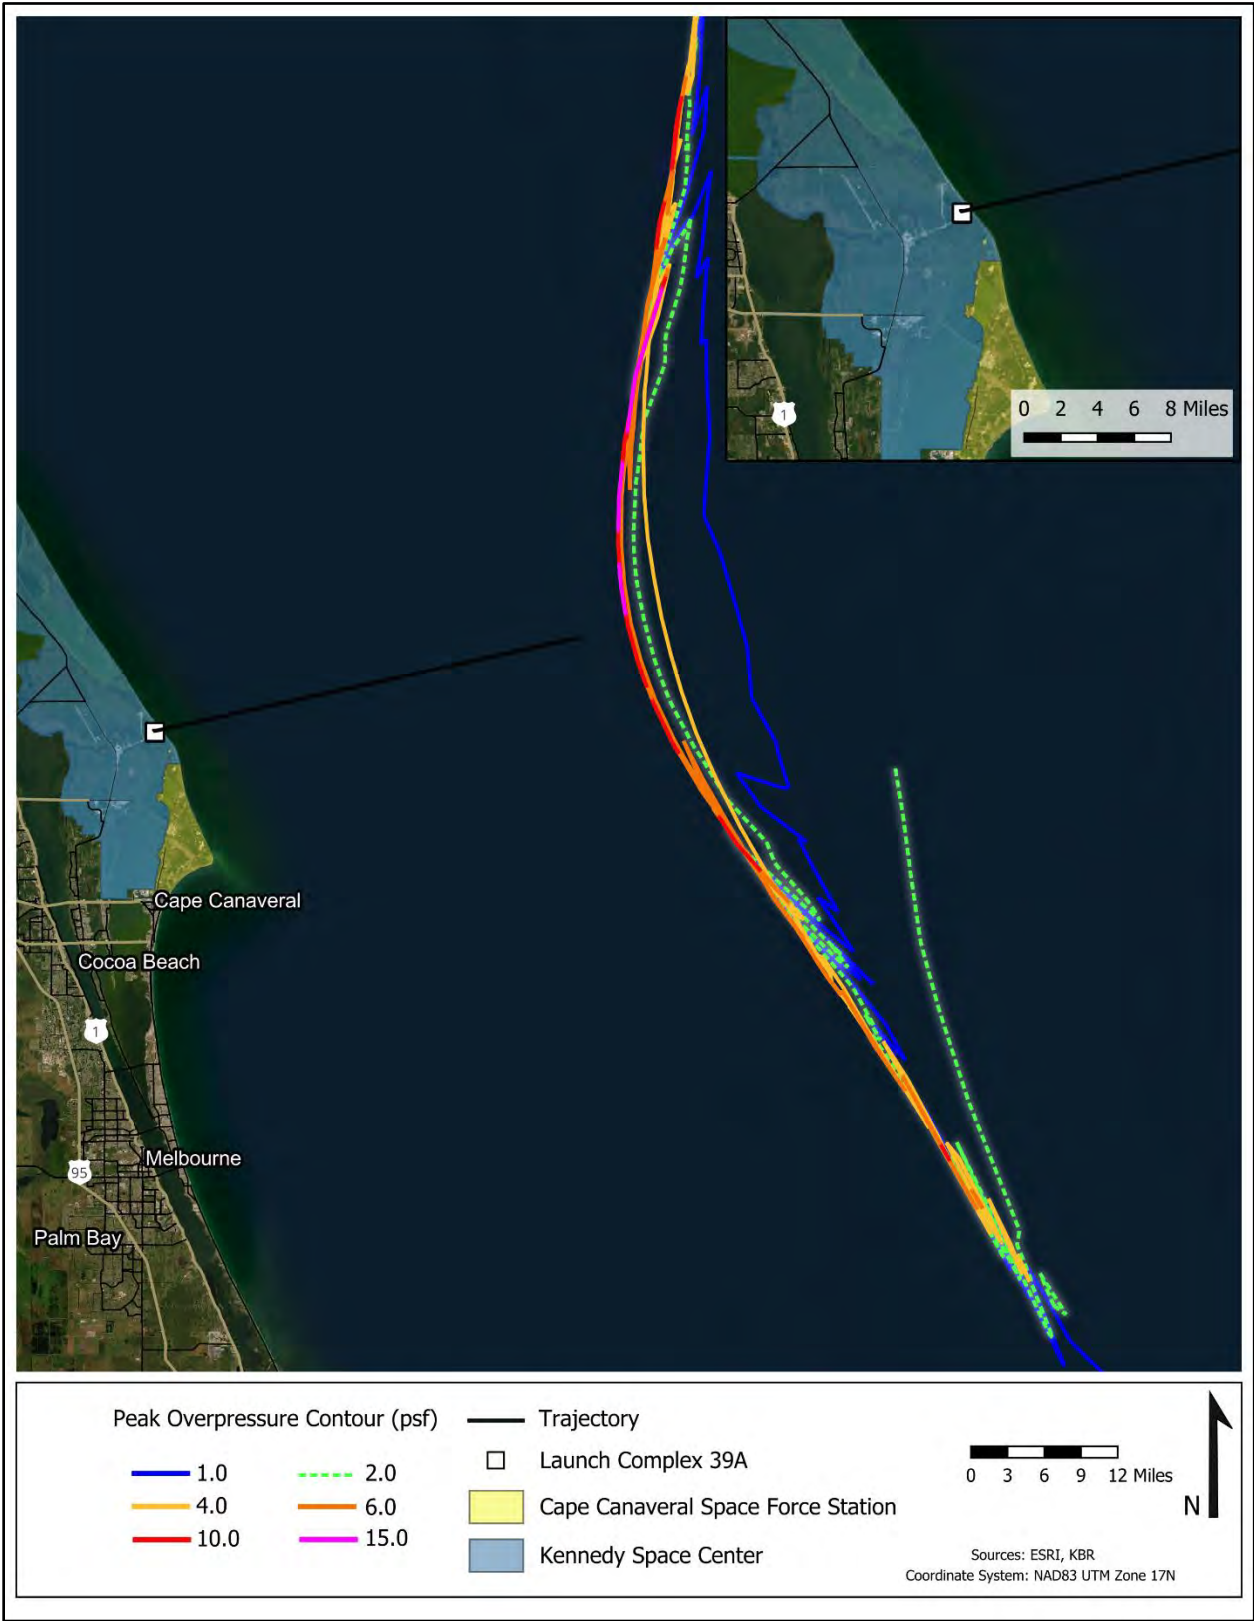 0 2 4 6 8 Miles
1
Cape Canaveral
Cocoa Beach
1
Melbourne
95
Palm Bay
Peak Overpressure Contour (psf)
1.0
2.0
4.0
6.0
10.0
15.0
Trajectory
Launch Complex 39A
Cape Canaveral Space Force Station
Kennedy Space Center
0 3 6 9 12 Miles
N
Sources: ESRI, KBR
Coordinate System: NAD83 UTM Zone 17N